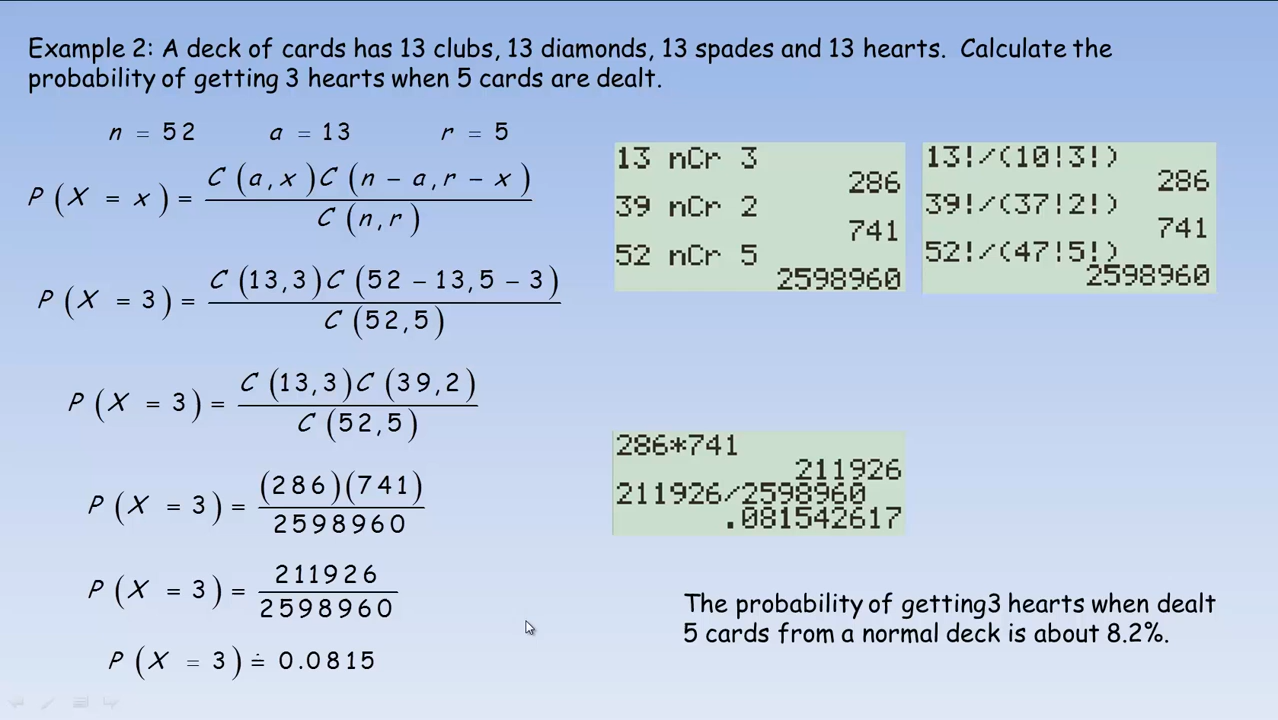 Example 2: A deck of cards has 13 clubs, 13 diamonds, 13 spades and 13 hearts. Calculate the
probability of getting 3 hearts when 5 cards are dealt.
n = 52 a = 13 r = 5
P(X = x) = C(a,x)C(n − a,r − x) / C(n,r)
P(X = 3) = C(13,3)C(52 − 13,5 − 3) / C(52,5)
P(X = 3) = C(13,3)C(39,2) / C(52,5)
P(X = 3) = (286)(741) / 2598960
P(X = 3) = 211926 / 2598960
P(X = 3) ≐ 0.0815
13 nCr 3
286
39 nCr 2
741
52 nCr 5
2598960
13!/(10!3!)
286
39!/(37!2!)
741
52!/(47!5!)
2598960
286*741
211926
211926/2598960
.081542617
The probability of getting3 hearts when dealt
5 cards from a normal deck is about 8.2%.